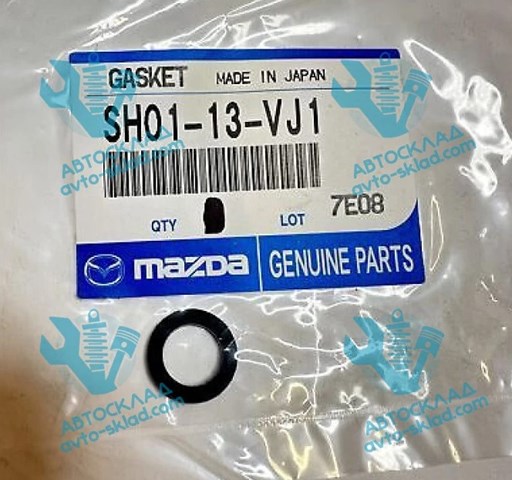 GASKET MADE IN JAPAN
SH01-13-VJ1
QTY LOT 7E08
mazda GENUINE PARTS
АВТОСКЛАД
avto-sklad.com
АВТОСКЛАД
avto-sklad.com
АВТОСКЛАД
avto-sklad.com
АВТОСКЛАД
avto-sklad.com